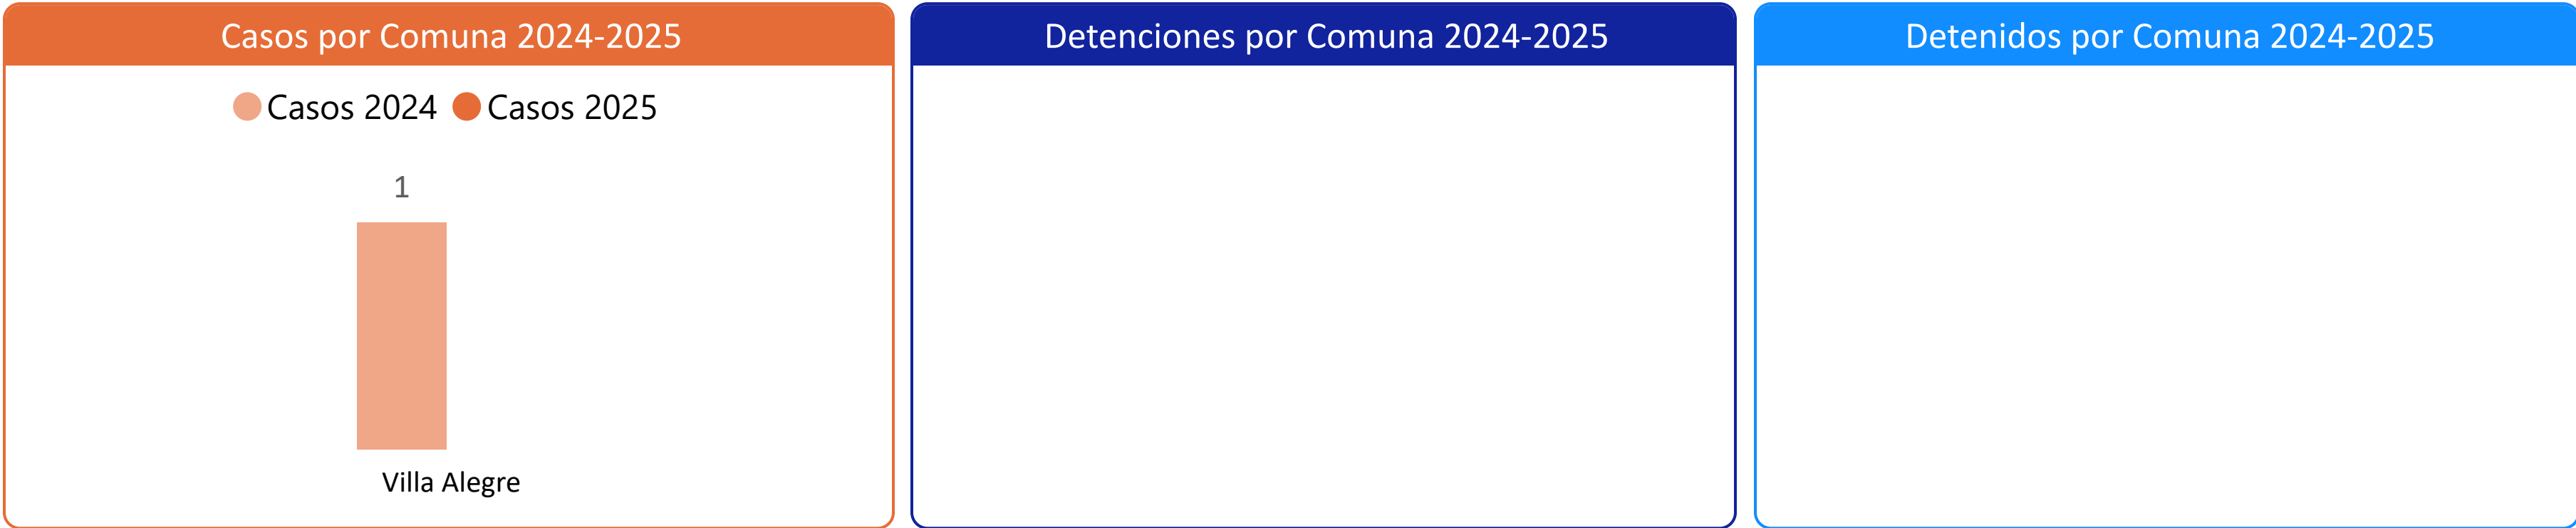 Casos por Comuna 2024-2025
Casos 2024 Casos 2025
1
Villa Alegre
Detenciones por Comuna 2024-2025
Detenidos por Comuna 2024-2025